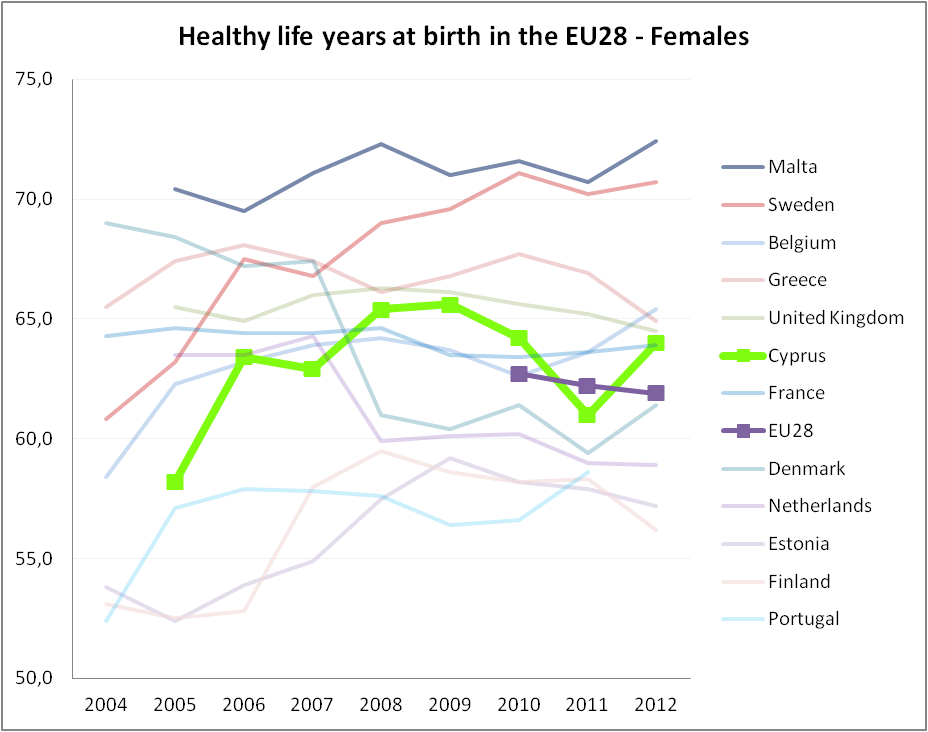 Healthy life years at birth in the EU28 - Females
75,0
70,0
65,0
60,0
55,0
50,0
2004 2005 2006 2007 2008 2009 2010 2011 2012
Malta
Sweden
Belgium
Greece
United Kingdom
Cyprus
France
EU28
Denmark
Netherlands
Estonia
Finland
Portugal